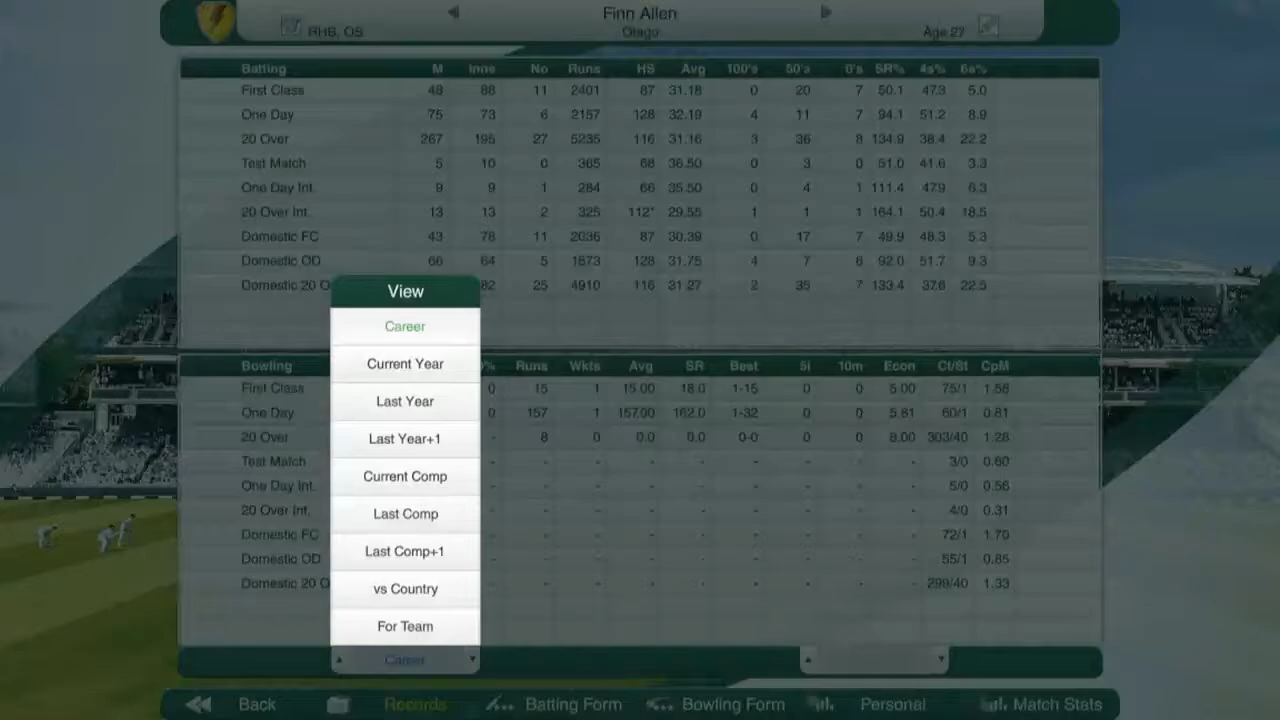 Finn Allen
RHB, OS Otago Age 27
Batting M Inns No Runs HS Avg 100's 50's 0's SR% 4s% 6s%
First Class 48 88 11 2401 87 31.18 0 20 7 50.1 47.3 5.0
One Day 75 73 6 2157 128 32.19 4 11 7 94.1 51.2 8.9
20 Over 267 195 27 5235 116 31.16 3 36 8 134.9 38.4 22.2
Test Match 5 10 0 365 68 36.50 0 3 0 51.0 41.6 3.3
One Day Int. 9 9 1 284 66 35.50 0 4 1 111.4 47.9 6.3
20 Over Int. 13 13 2 325 112* 29.55 1 1 1 164.1 50.4 18.5
Domestic FC 43 78 11 2036 87 30.39 0 17 7 49.9 48.3 5.3
Domestic OD 66 64 5 1873 128 31.75 4 7 6 92.0 51.7 9.3
Domestic 20 O 82 25 4910 116 31.27 2 35 7 133.4 37.6 22.5
View
Career
Current Year
Last Year
Last Year+1
Current Comp
Last Comp
Last Comp+1
vs Country
For Team
Career
Bowling % Runs Wkts Avg SR Best 5i 10m Econ Ct/St CpM
First Class 0 15 1 15.00 18.0 1-15 0 0 5.00 75/1 1.58
One Day 0 157 1 157.00 162.0 1-32 0 0 5.81 60/1 0.81
20 Over - 8 0 0.0 0.0 0-0 0 0 8.00 303/40 1.28
Test Match - - - - - - - - - 3/0 0.60
One Day Int. - - - - - - - - - 5/0 0.56
20 Over Int. - - - - - - - - - 4/0 0.31
Domestic FC - - - - - - - - - 72/1 1.70
Domestic OD - - - - - - - - - 55/1 0.85
Domestic 20 O - - - - - - - - - 299/40 1.33
Back Records Batting Form Bowling Form Personal Match Stats